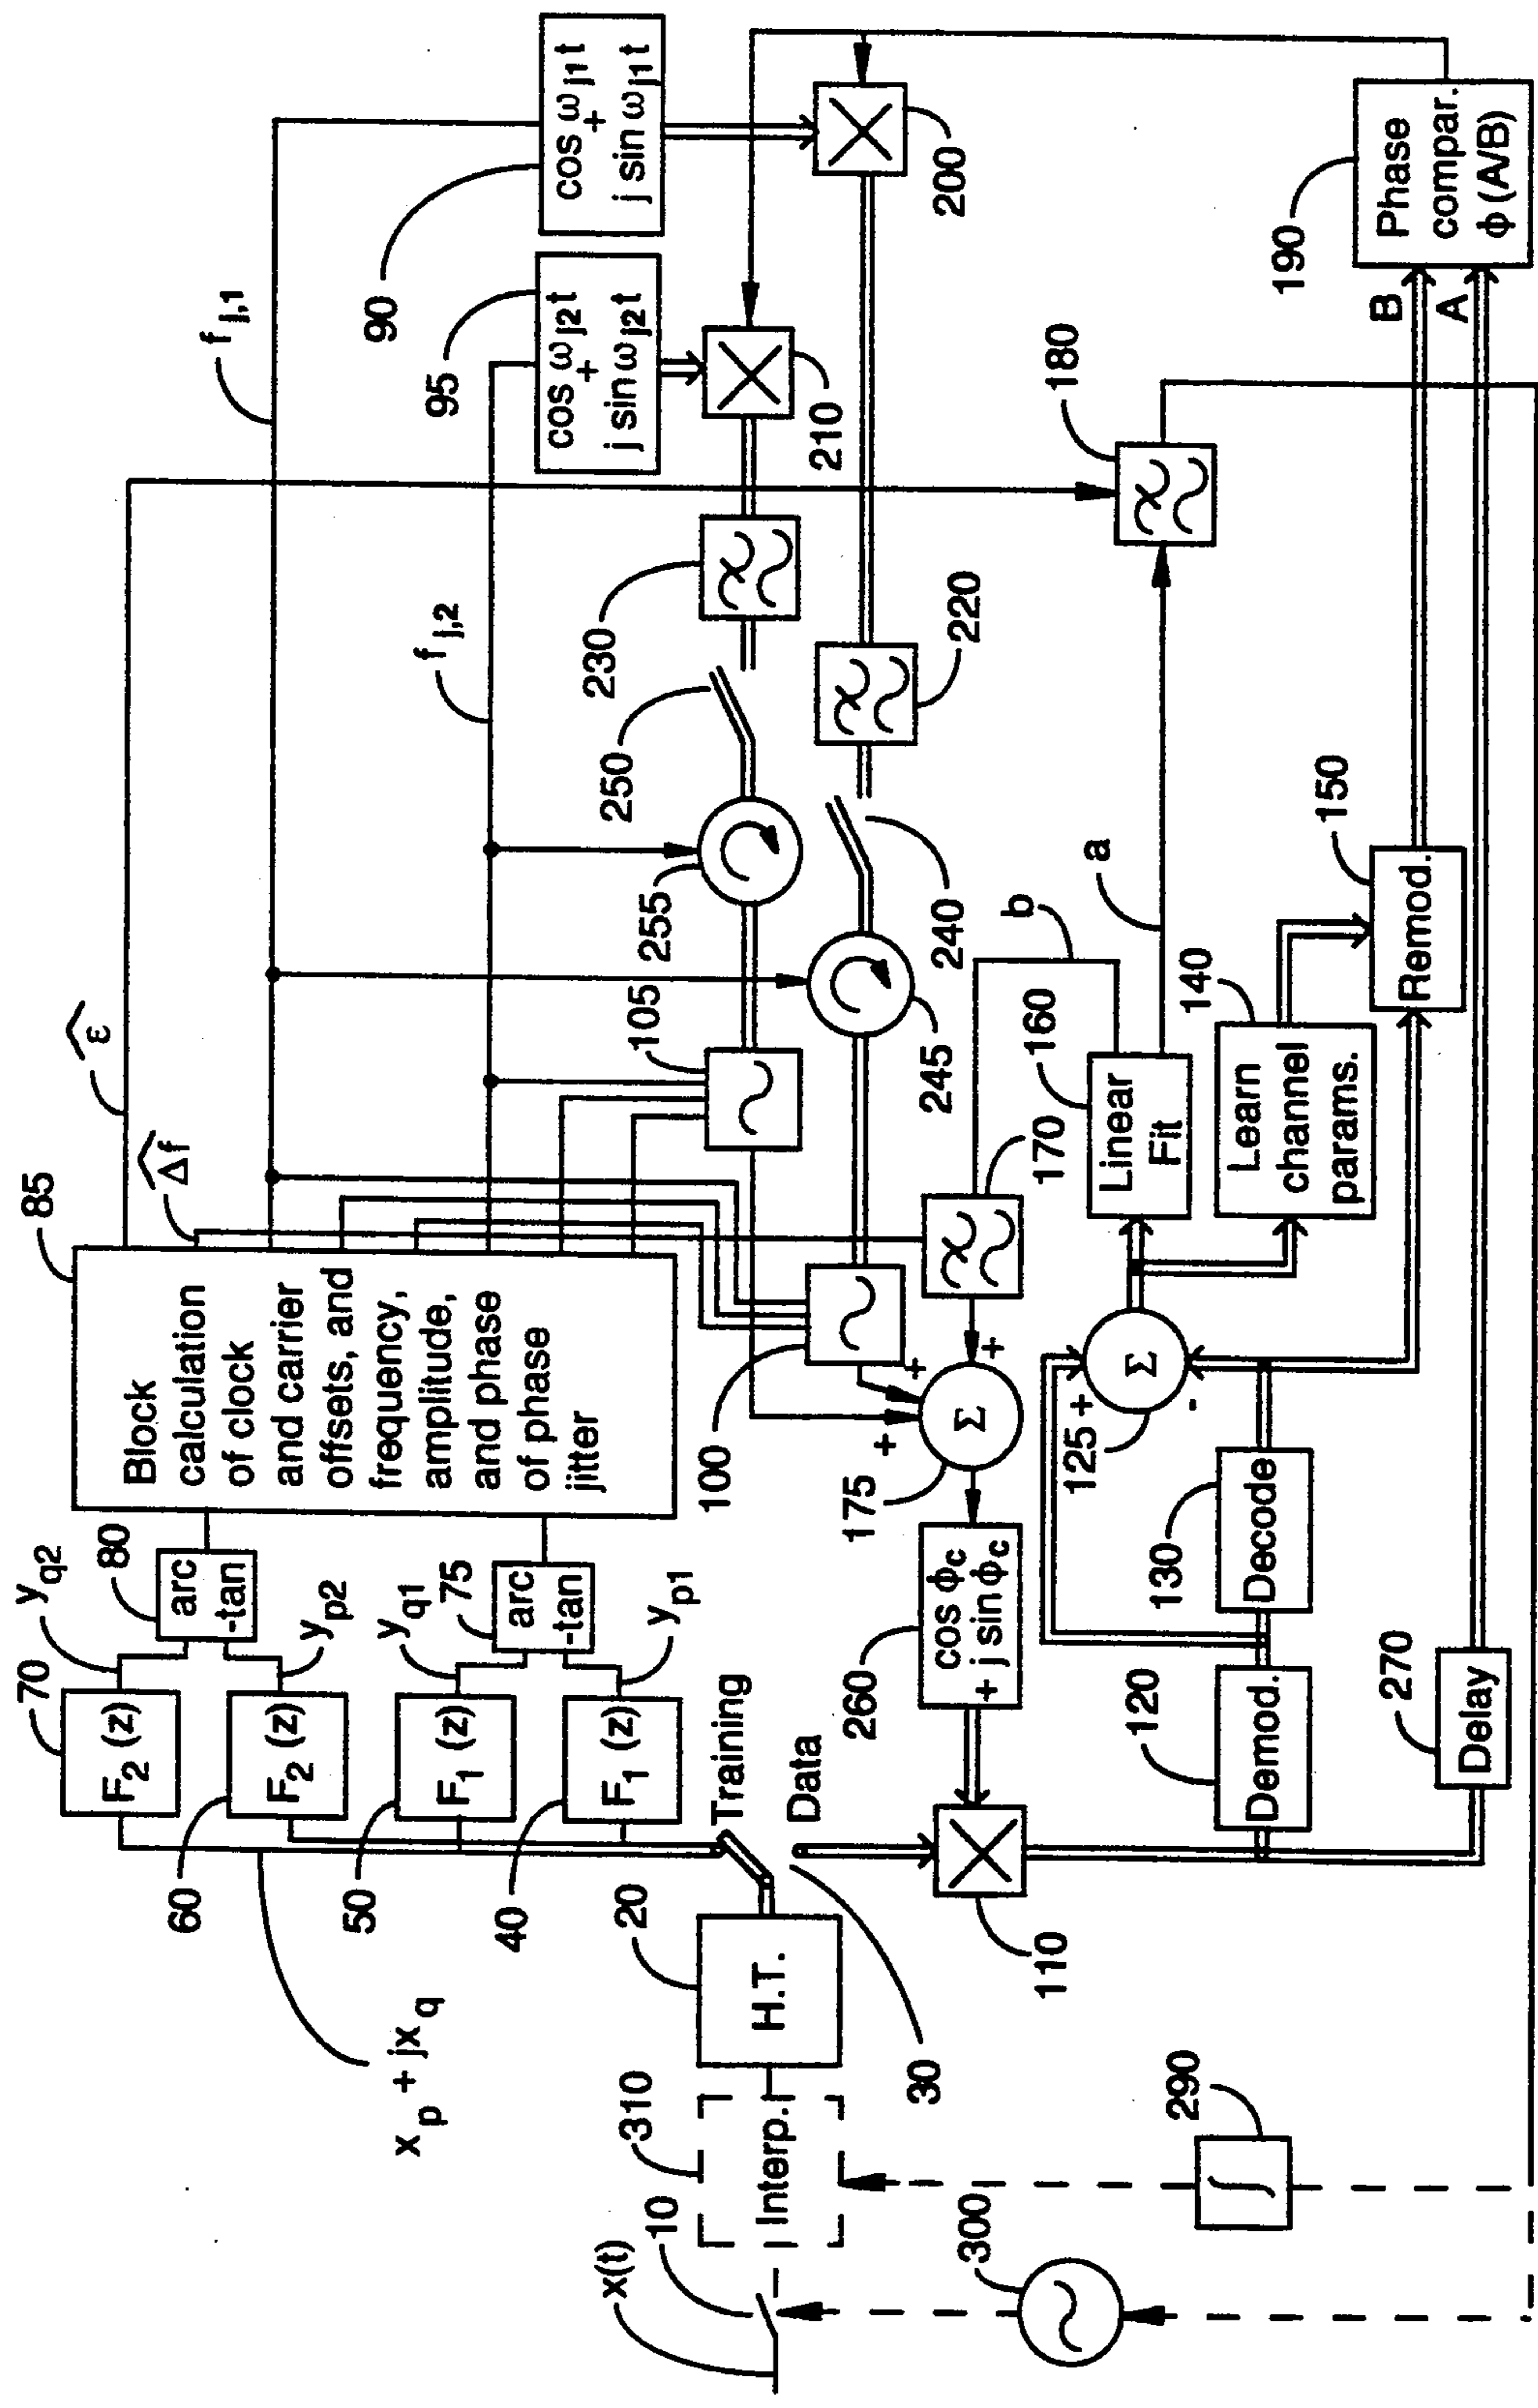 70
F2 (z)
yq2
80
arc
-tan
60
F2 (z)
yp2
50
F1 (z)
yq1
75
arc
-tan
40
F1 (z)
yp1
xp + jxq
85
Block
calculation
of clock
and carrier
offsets, and
frequency,
amplitude,
and phase
of phase
jitter
ε̂
Δ̂f
fj,1
fj,2
90
cos ωj1t
+
j sin ωj1t
95
cos ωj2t
+
j sin ωj2t
x(t)
10
310
Interp.
20
H.T.
Training
Data
30
100
105
255
250
230
210
245
240
220
200
110
260
cos ϕc
+ j sin ϕc
175
Σ
+
+
+
170
160
Linear
Fit
b
a
180
300
290
120
Demod.
130
Decode
125
Σ
+
-
140
Learn
channel
params.
150
Remod.
270
Delay
B
A
190
Phase
compar.
ϕ (A/B)